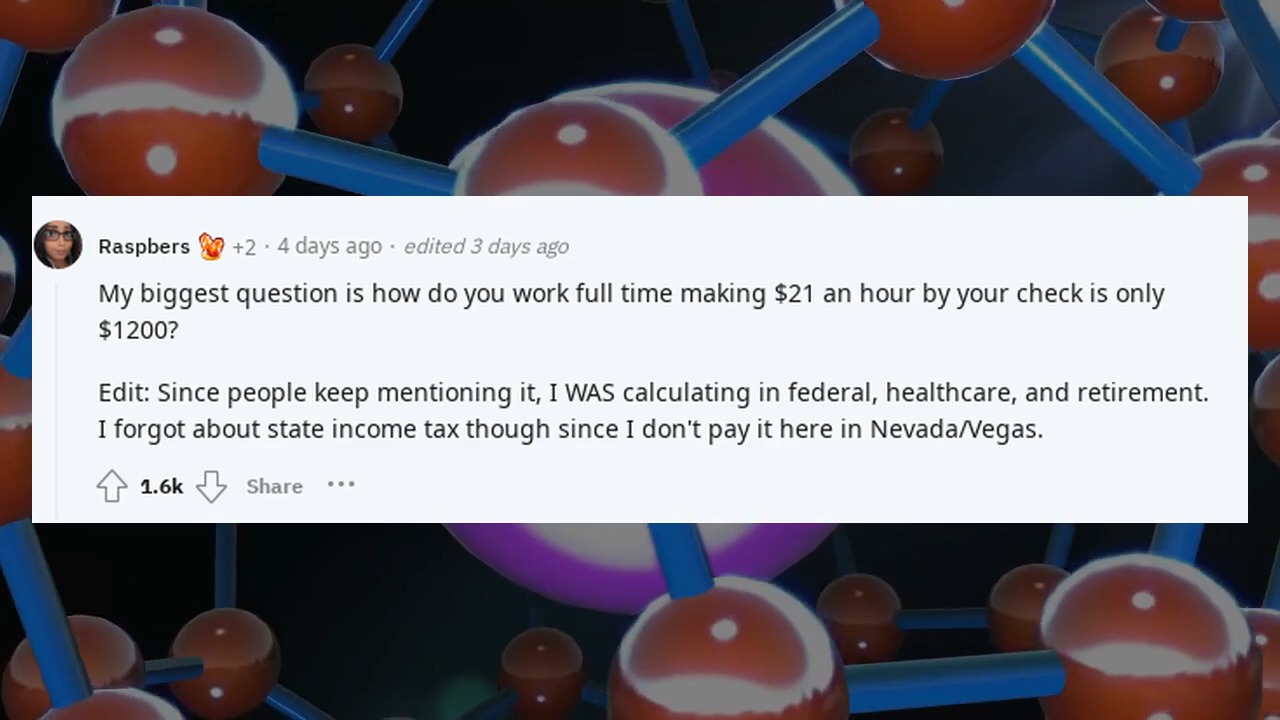 Raspbers +2 · 4 days ago · edited 3 days ago
My biggest question is how do you work full time making $21 an hour by your check is only
$1200?
Edit: Since people keep mentioning it, I WAS calculating in federal, healthcare, and retirement.
I forgot about state income tax though since I don't pay it here in Nevada/Vegas.
1.6k Share ···